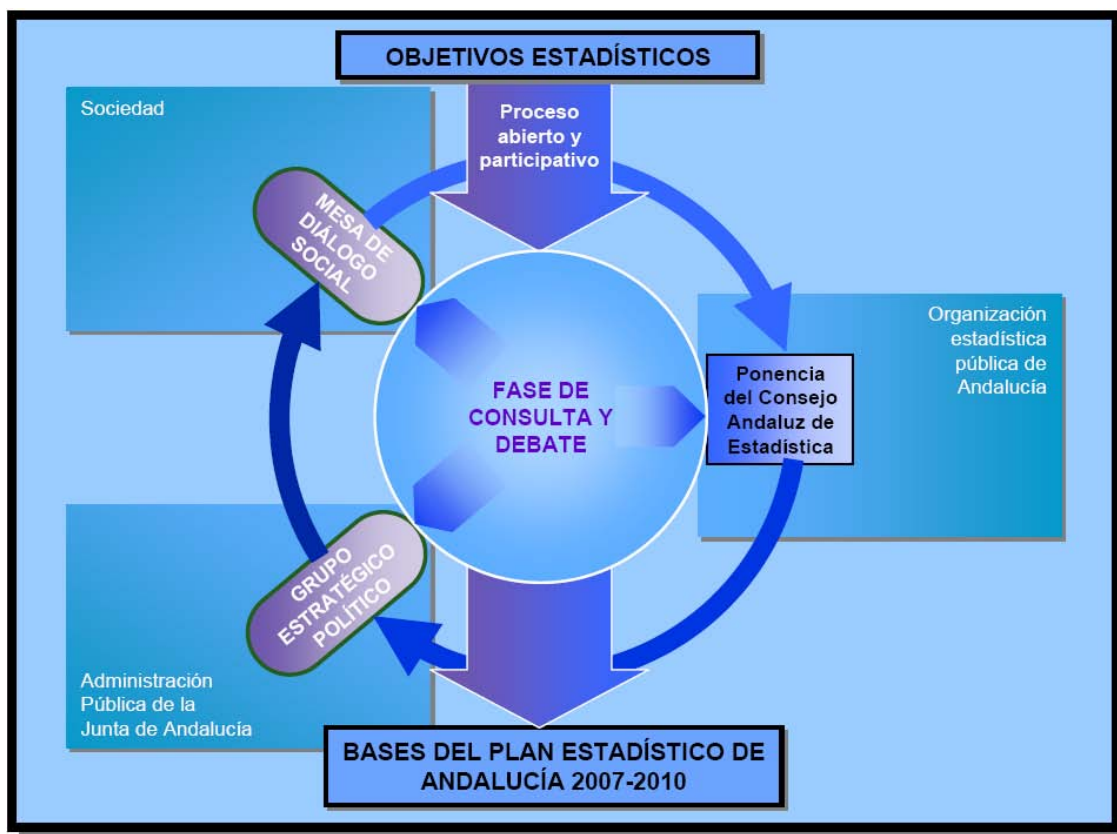 OBJETIVOS ESTADÍSTICOS
Sociedad
Proceso
abierto y
participativo
MESA DE
DIÁLOGO
SOCIAL
Organización
estadística
pública de
Andalucía
Ponencia
del Consejo
Andaluz de
Estadística
FASE DE
CONSULTA Y
DEBATE
GRUPO
ESTRATÉGICO
POLÍTICO
Administración
Pública de la
Junta de Andalucía
BASES DEL PLAN ESTADÍSTICO DE
ANDALUCÍA 2007-2010